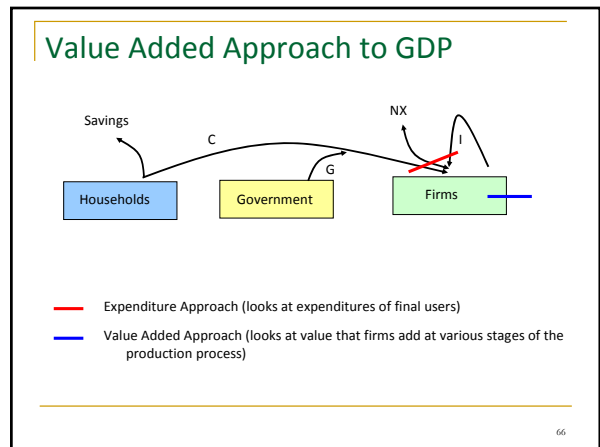 Value Added Approach to GDP
NX
Savings
C
I
G
Households
Government
Firms
Expenditure Approach (looks at expenditures of final users)
Value Added Approach (looks at value that firms add at various stages of the
production process)
66